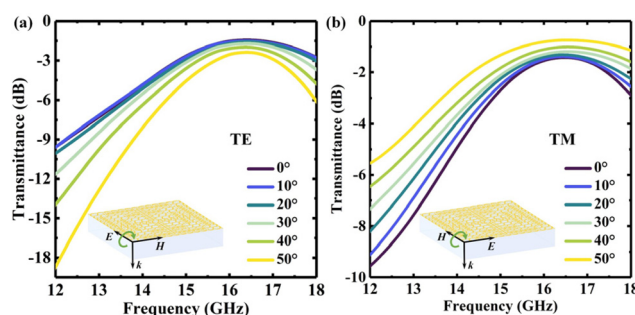 (a)
0
-3
-6
-9
-12
-15
-18
Transmittance (dB)
TE
0°
10°
20°
30°
40°
50°
E
H
k
12 13 14 15 16 17 18
Frequency (GHz)
(b)
0
-2
-4
-6
-8
-10
Transmittance (dB)
TM
0°
10°
20°
30°
40°
50°
H
E
k
12 13 14 15 16 17 18
Frequency (GHz)